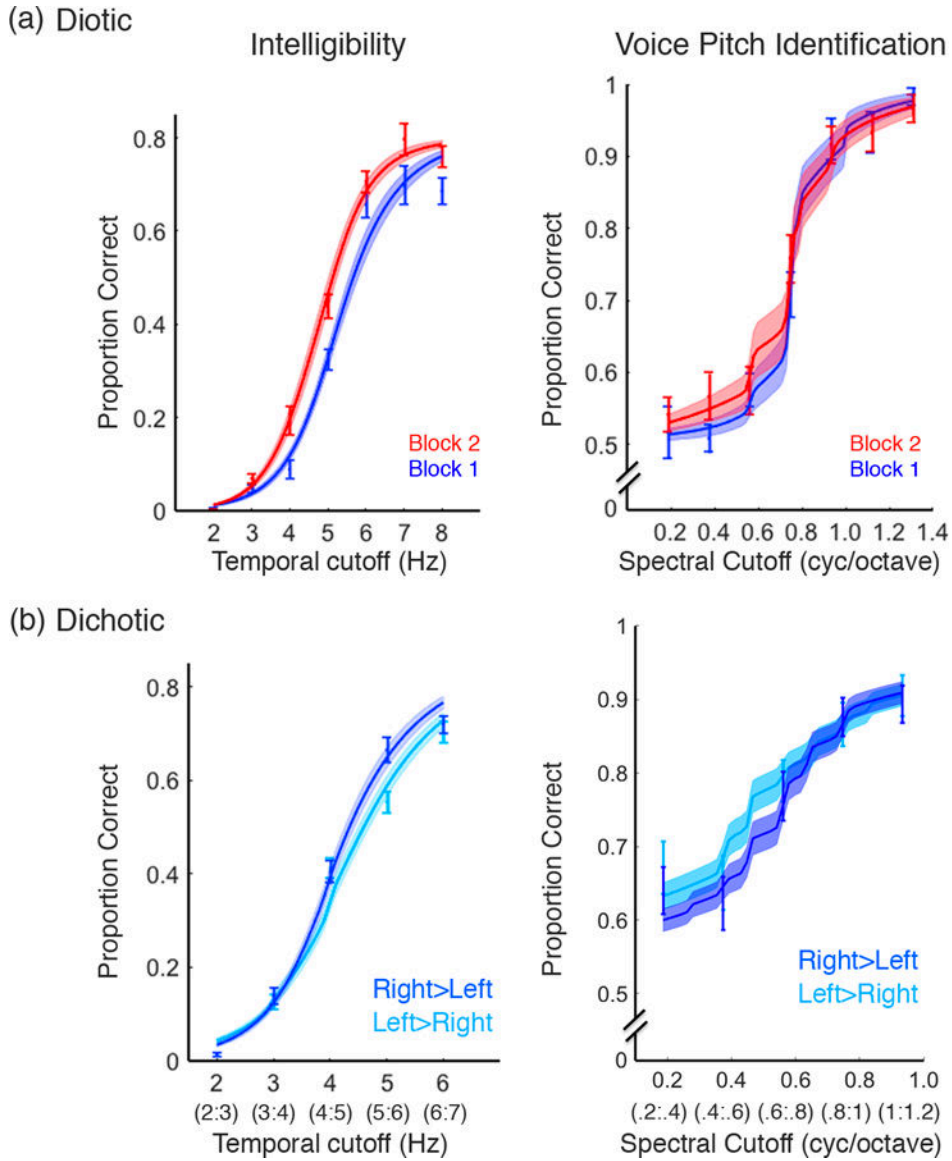 (a) Diotic
Intelligibility
Voice Pitch Identification
Proportion Correct
0.8
0.6
0.4
0.2
0
2 3 4 5 6 7 8
Temporal cutoff (Hz)
Block 2
Block 1
Proportion Correct
1
0.9
0.8
0.7
0.6
0.5
0
0.2 0.4 0.6 0.8 1.0 1.2 1.4
Spectral Cutoff (cyc/octave)
Block 2
Block 1
(b) Dichotic
Proportion Correct
0.8
0.6
0.4
0.2
0
2 3 4 5 6
(2:3) (3:4) (4:5) (5:6) (6:7)
Temporal cutoff (Hz)
Right>Left
Left>Right
Proportion Correct
1
0.9
0.8
0.7
0.6
0.5
0
0.2 0.4 0.6 0.8 1.0
(.2:.4) (.4:.6) (.6:.8) (.8:1) (1:1.2)
Spectral Cutoff (cyc/octave)
Right>Left
Left>Right